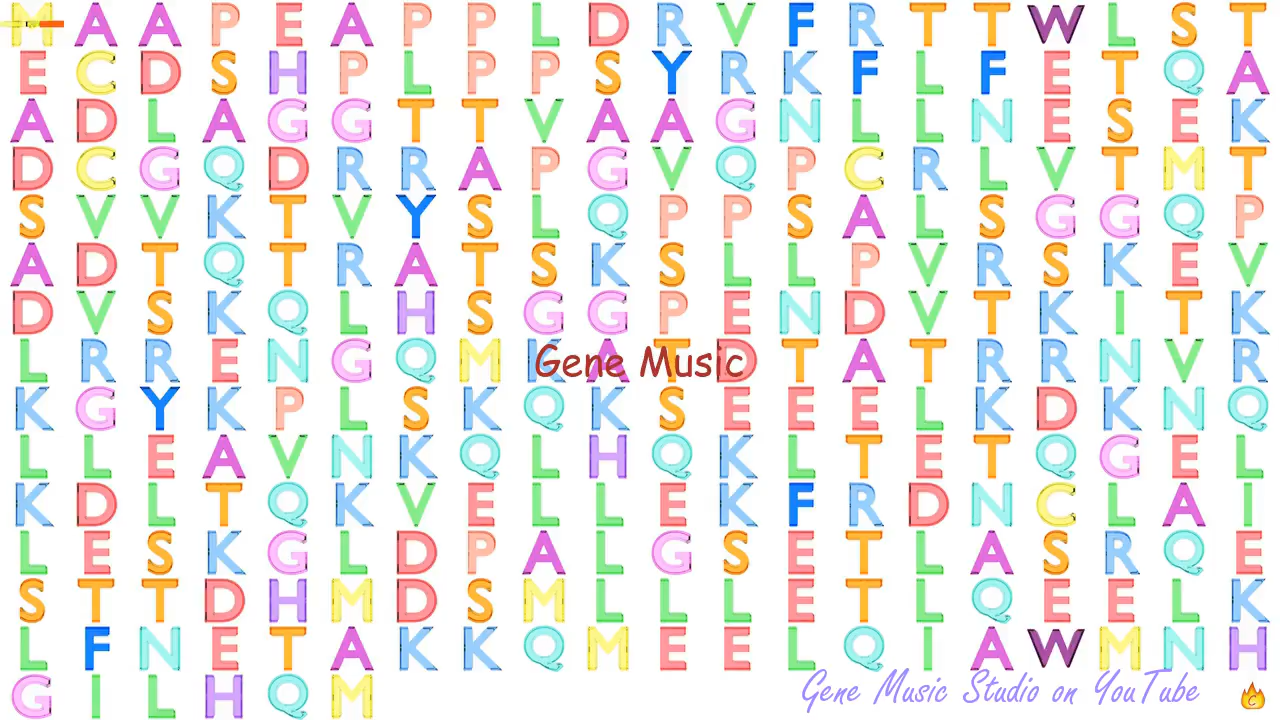 M A A P E A P P L D R V F R T T W L S T
E C D S H P L P P S Y R K F L F E T Q A
A D L A G G T T V A A G N L L N E S E K
D C G Q D R R A P G V Q P C R L V T M T
S V V K T V Y S L Q P P S A L S G G Q P
A D T Q T R A T S K S L L P V R S K E V
D V S K Q L H S G G P E N D V T K I T K
L R R E N G Q M K A T D T A T R R N V R
Gene Music
K G Y K P L S K Q K S E E E L K D K N Q
L L E A V N K Q L H Q K L T E T Q G E L
K D L T Q K V E L L E K F R D N C L A I
L E S K G L D P A L G S E T L A S R Q E
S T T D H M D S M L L L E T L Q E E L K
L F N E T A K K Q M E E L Q I A W M N H
G I L H Q M
Gene Music Studio on YouTube
C